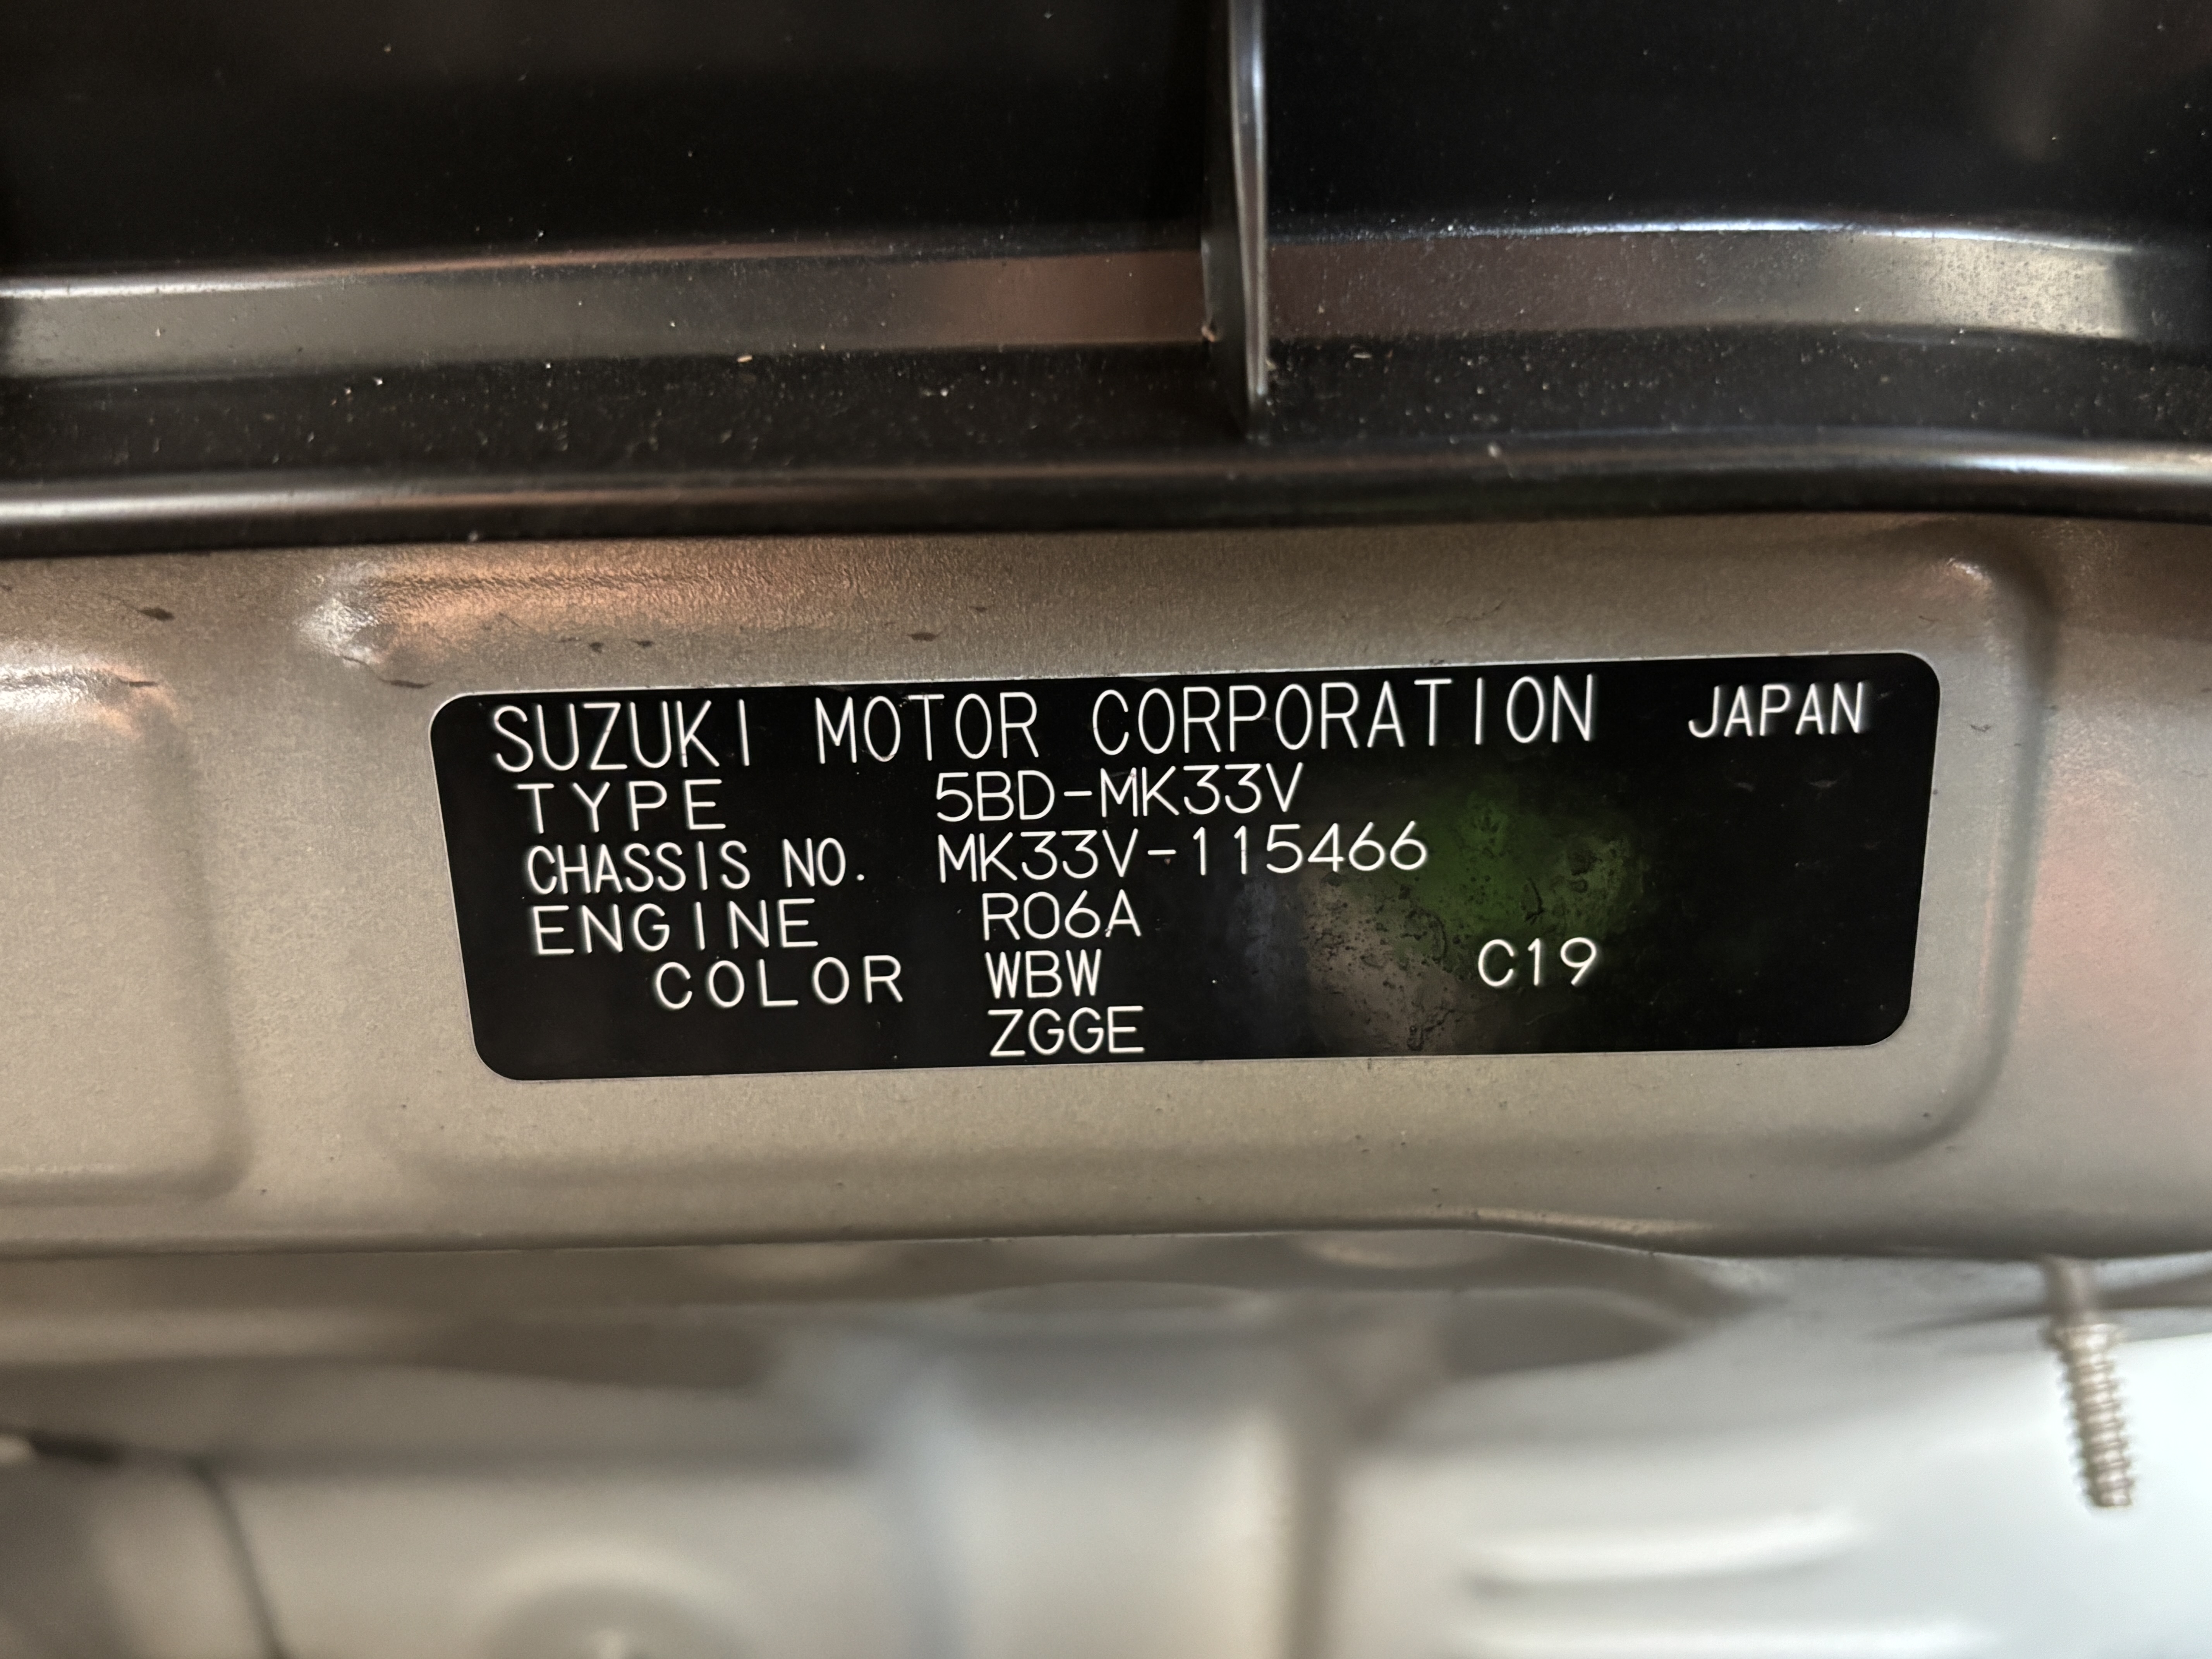 SUZUKI MOTOR CORPORATION JAPAN
TYPE 5BD-MK33V
CHASSIS NO. MK33V-115466
ENGINE R06A
COLOR WBW C19
ZGGE